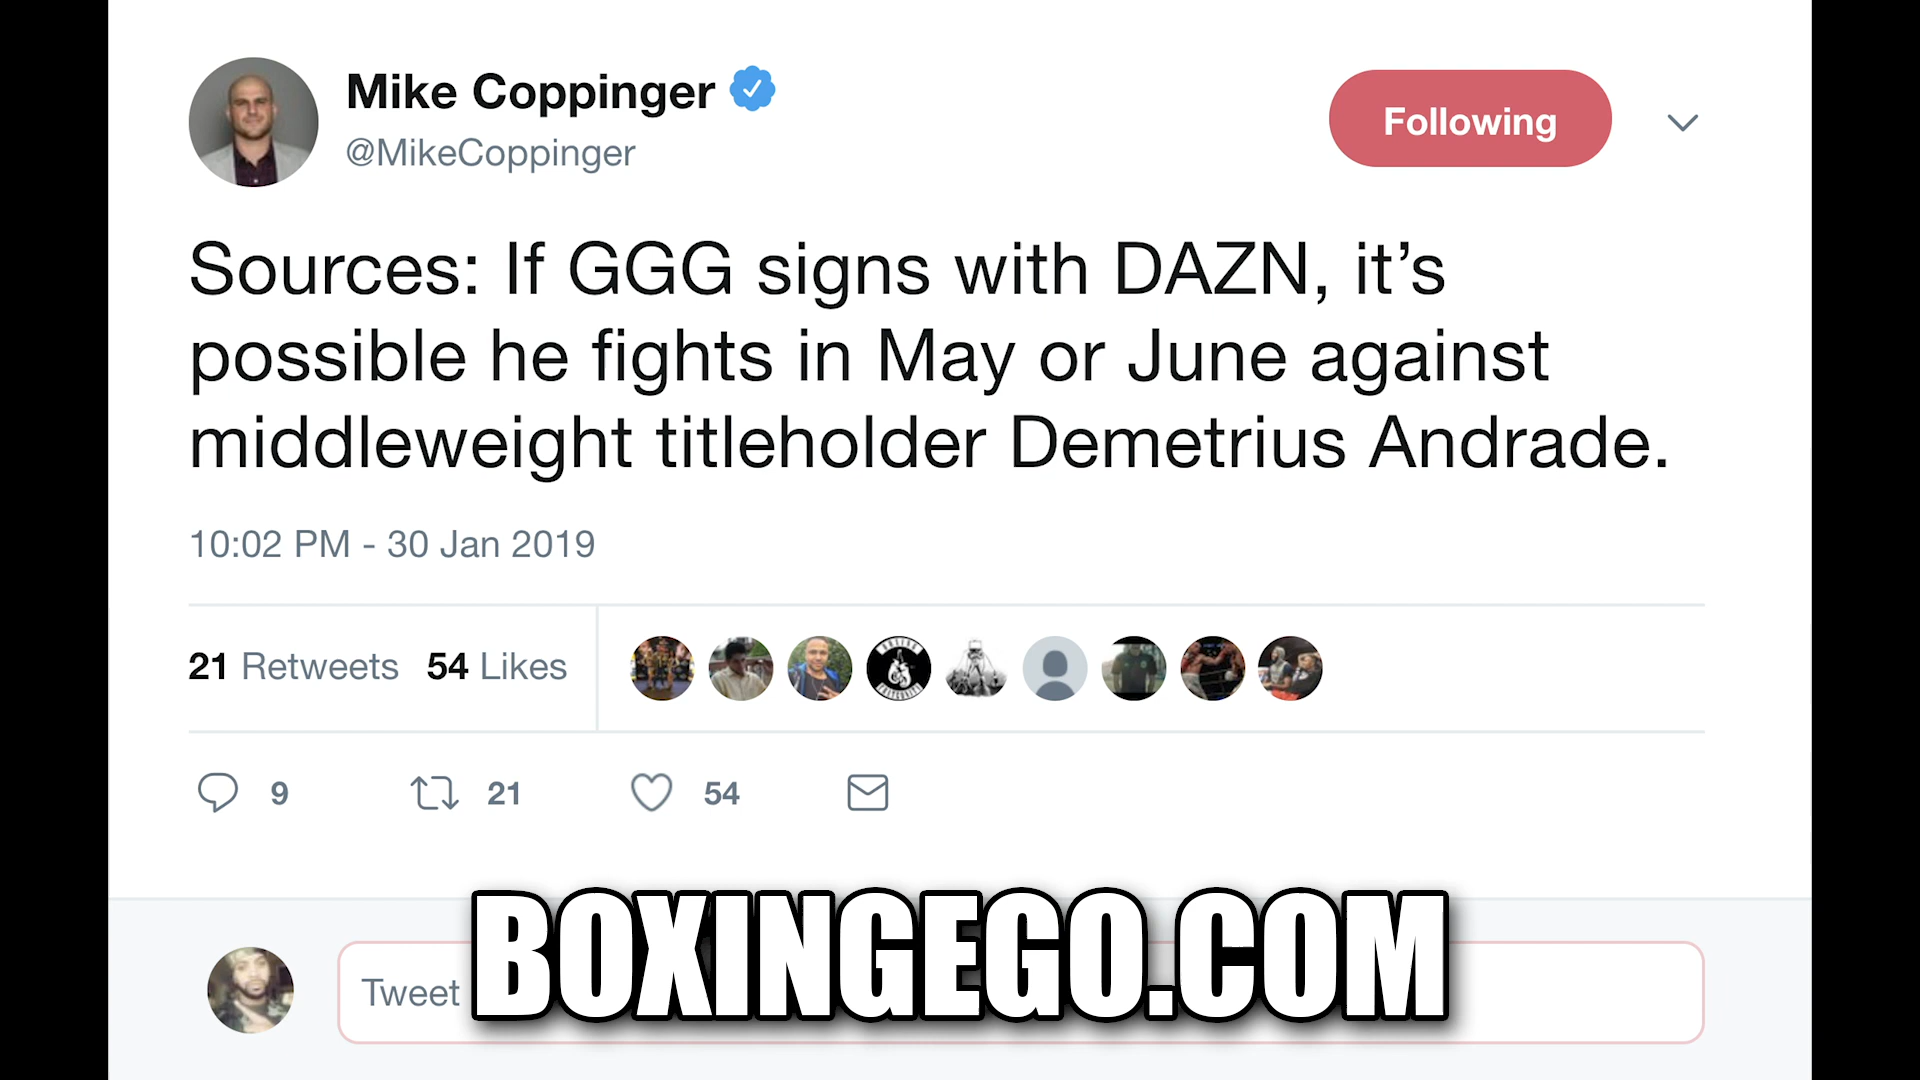 Mike Coppinger
@MikeCoppinger
Following
Sources: If GGG signs with DAZN, it’s
possible he fights in May or June against
middleweight titleholder Demetrius Andrade.
10:02 PM - 30 Jan 2019
21 Retweets 54 Likes
9 21 54
Tweet
BOXINGEGO.COM